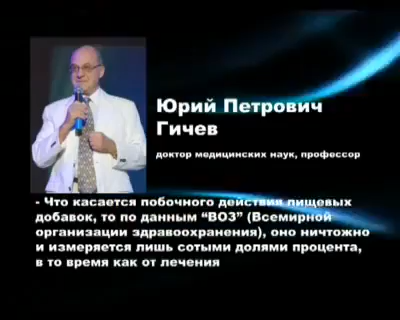 Юрий Петрович
Гичев
доктор медицинских наук, профессор
- Что касается побочного действия пищевых
добавок, то по данным “ВОЗ” (Всемирной
организации здравоохранения), оно ничтожно
и измеряется лишь сотыми долями процента,
в то время как от лечения